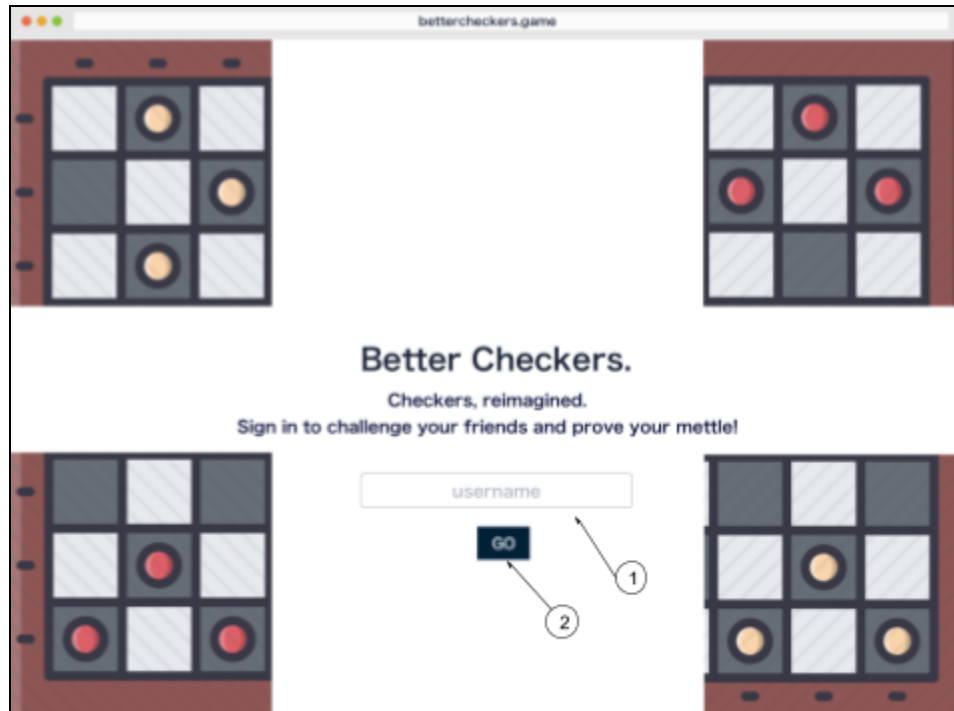 bettercheckers.game
Better Checkers.
Checkers, reimagined.
Sign in to challenge your friends and prove your mettle!
username
GO
1
2